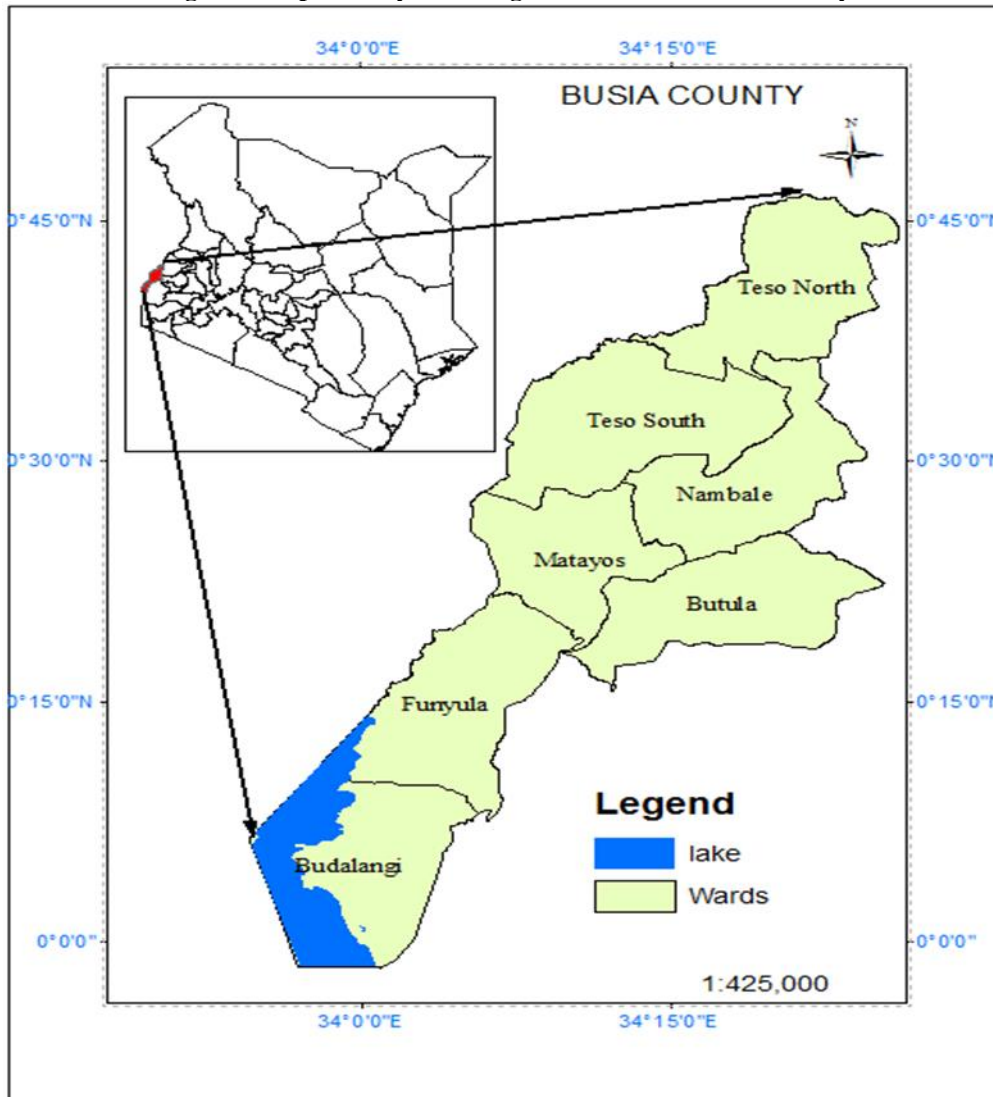 34°0'0"E 34°15'0"E
BUSIA COUNTY
N
0°45'0"N 0°45'0"N
Teso North
Teso South
0°30'0"N 0°30'0"N
Nambale
Matayos
Butula
0°15'0"N 0°15'0"N
Funyula
Legend
lake
Budalangi
Wards
0°0'0" 0°0'0"
1:425,000
34°0'0"E 34°15'0"E